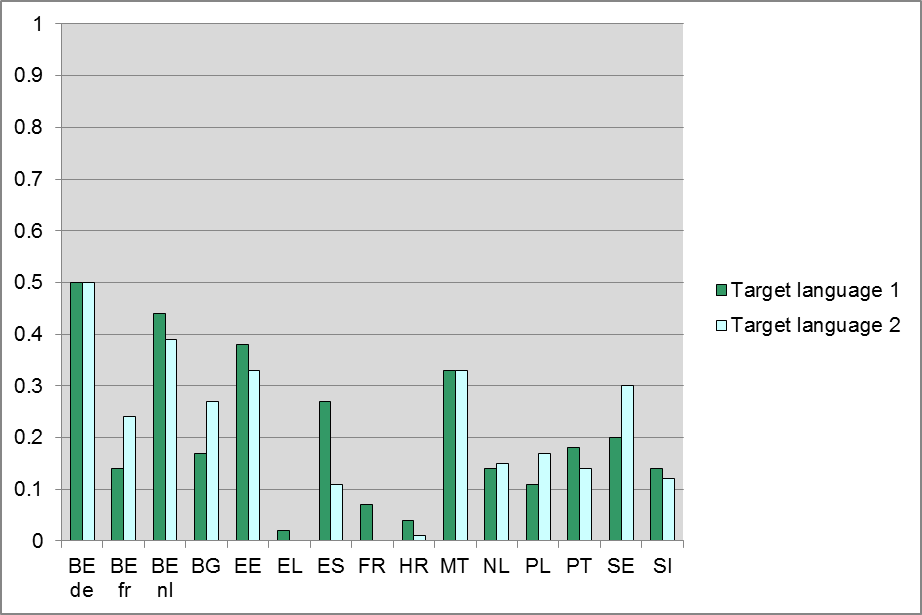 1
0.9
0.8
0.7
0.6
0.5
0.4
0.3
0.2
0.1
0
BE BE BE BG EE EL ES FR HR MT NL PL PT SE SI
de fr nl
Target language 1
Target language 2